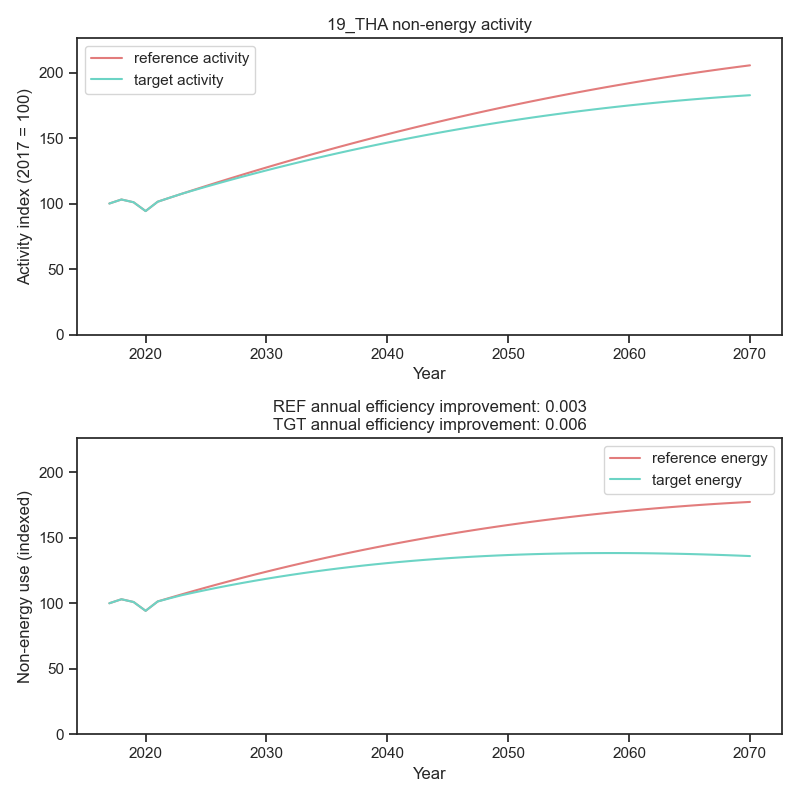 19_THA non-energy activity
reference activity
target activity
Activity index (2017 = 100)
200
150
100
50
0
2020 2030 2040 2050 2060 2070
Year
REF annual efficiency improvement: 0.003
TGT annual efficiency improvement: 0.006
reference energy
target energy
Non-energy use (indexed)
200
150
100
50
0
2020 2030 2040 2050 2060 2070
Year